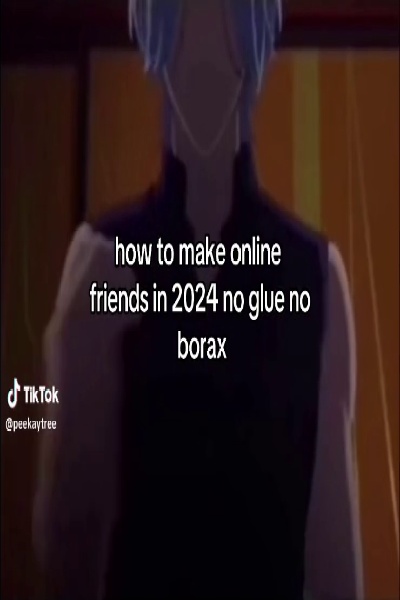 how to make online
friends in 2024 no glue no
borax
TikTok
@peekaytree